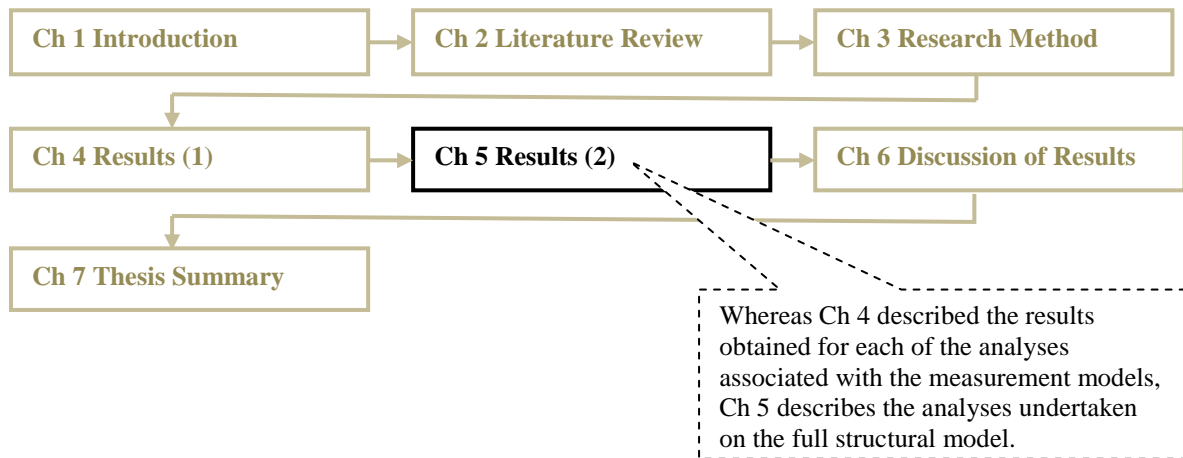 Ch 1 Introduction
Ch 2 Literature Review
Ch 3 Research Method
Ch 4 Results (1)
Ch 5 Results (2)
Ch 6 Discussion of Results
Ch 7 Thesis Summary
Whereas Ch 4 described the results
obtained for each of the analyses
associated with the measurement models,
Ch 5 describes the analyses undertaken
on the full structural model.